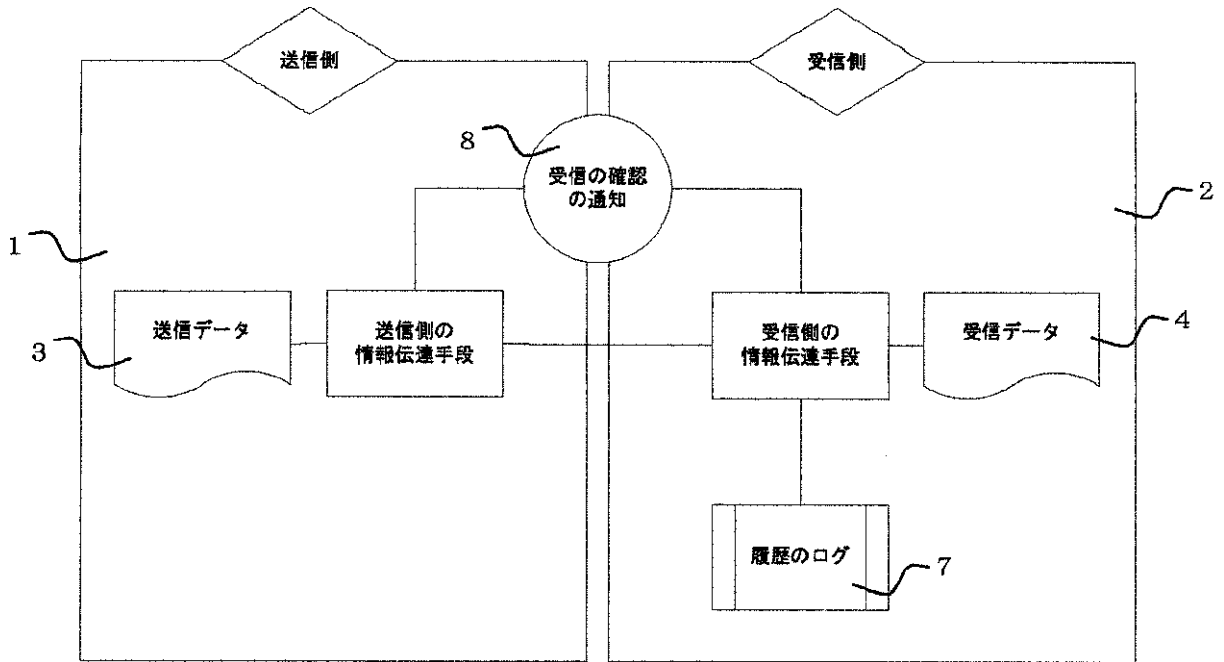 送信側
受信側
8
受信の確認
の通知
2
1
送信データ
送信側の
情報伝達手段
受信側の
情報伝達手段
受信データ
4
3
履歴のログ
7